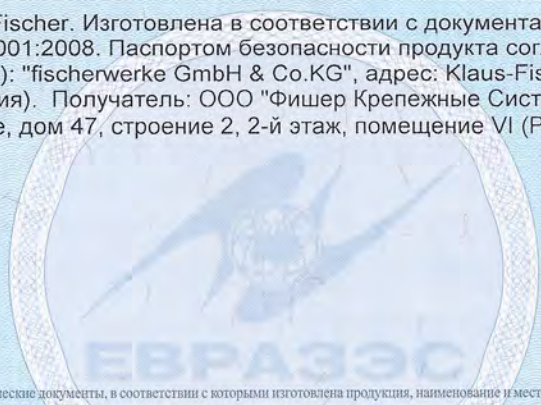 Fischer. Изготовлена в соответствии с документа
001:2008. Паспортом безопасности продукта сог
): "fischerwerke GmbH & Co.KG", адрес: Klaus-Fis
ия). Получатель: ООО "Фишер Крепежные Сист
е, дом 47, строение 2, 2-й этаж, помещение VI (Р
ЕВРАЗЭС
ческие документы, в соответствии с которыми изготовлена продукция, наименование и мест